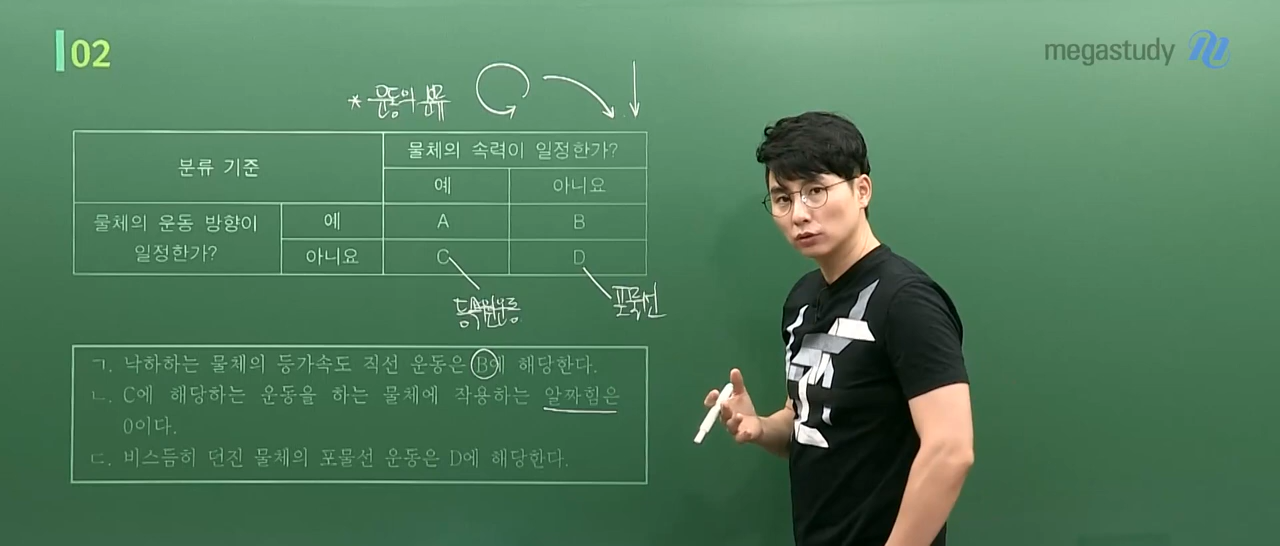 02
megastudy
* 운동의 분류
분류 기준
물체의 속력이 일정한가?
예
아니요
물체의 운동 방향이
일정한가?
예
A
B
아니요
C
D
등속원운동
포물선
ㄱ. 낙하하는 물체의 등가속도 직선 운동은 B에 해당한다.
ㄴ. C에 해당하는 운동을 하는 물체에 작용하는 알짜힘은
0이다.
ㄷ. 비스듬히 던진 물체의 포물선 운동은 D에 해당한다.